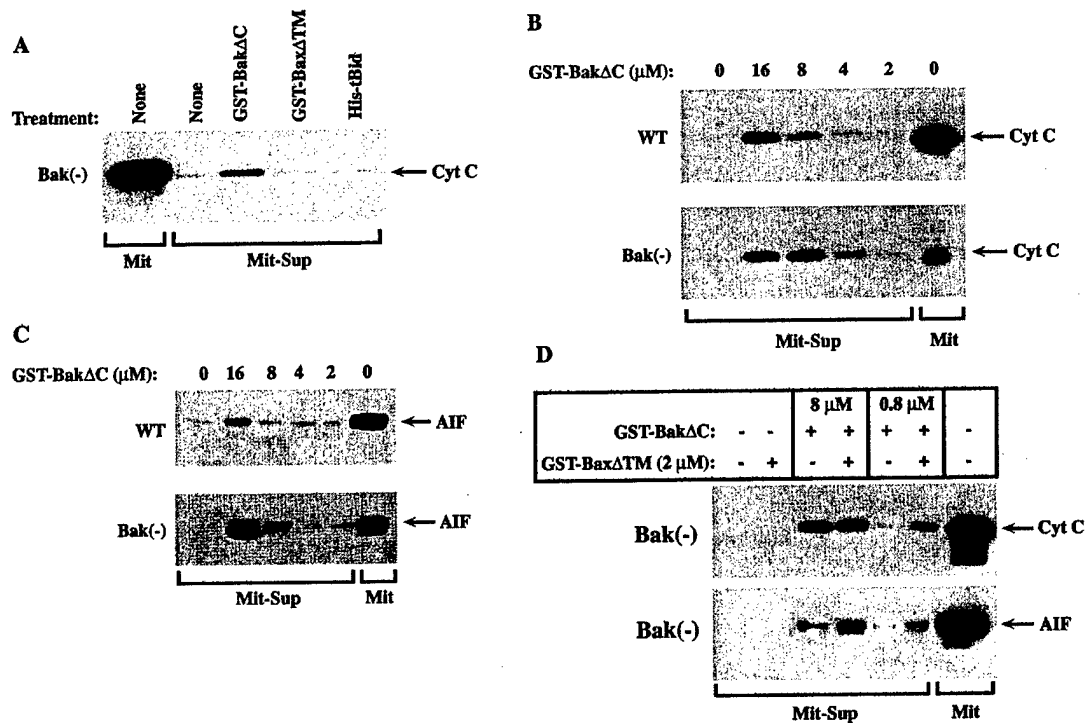 A
Treatment:
None
None
GST-BakΔC
GST-BaxΔTM
His-tBid
Bak(-)
Cyt C
Mit
Mit-Sup
B
GST-BakΔC (μM): 0 16 8 4 2 0
WT
Cyt C
Bak(-)
Cyt C
Mit-Sup
Mit
C
GST-BakΔC (μM): 0 16 8 4 2 0
WT
AIF
Bak(-)
AIF
Mit-Sup
Mit
D
8 μM 0.8 μM
GST-BakΔC: - - + + + + -
GST-BaxΔTM (2 μM): - + - + - + -
Bak(-)
Cyt C
Bak(-)
AIF
Mit-Sup
Mit